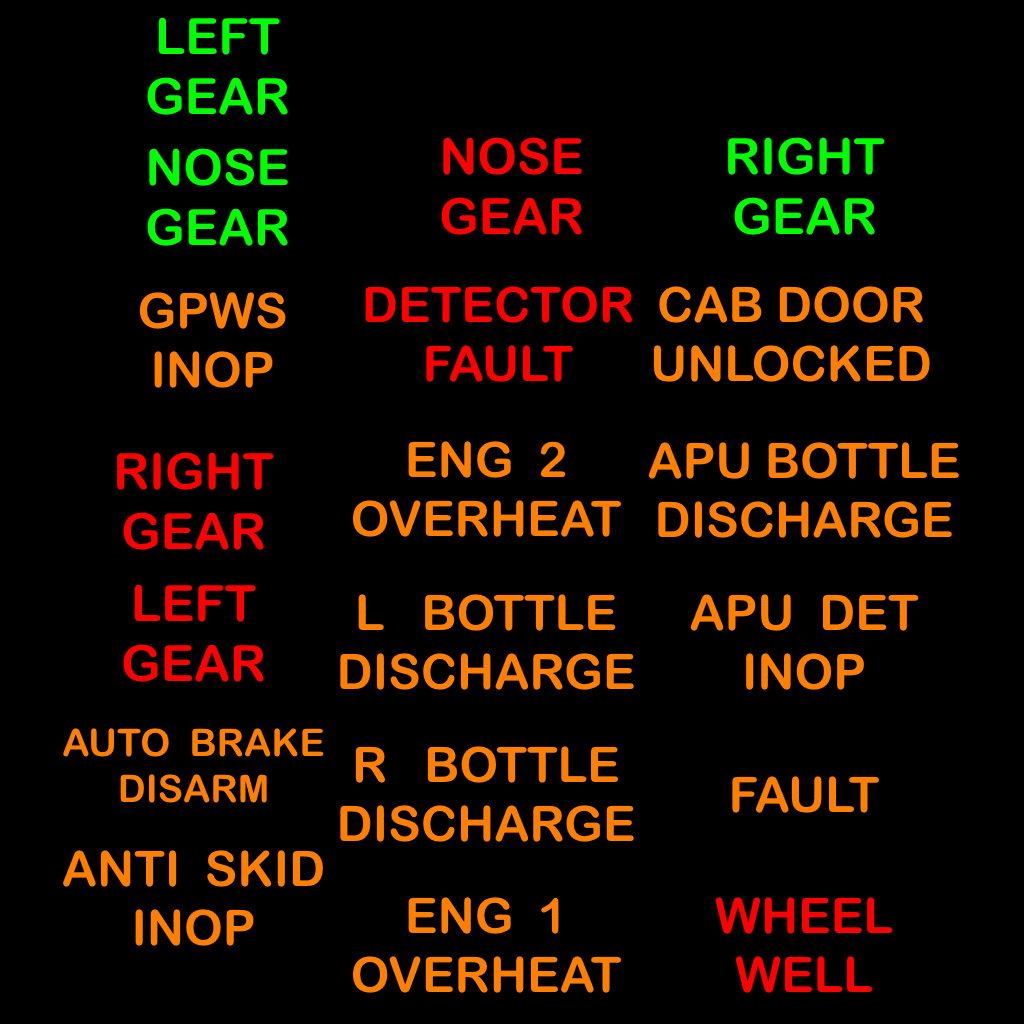 LEFT
GEAR
NOSE
GEAR
GPWS
INOP
RIGHT
GEAR
LEFT
GEAR
AUTO BRAKE
DISARM
ANTI SKID
INOP
NOSE
GEAR
DETECTOR
FAULT
ENG 2
OVERHEAT
L BOTTLE
DISCHARGE
R BOTTLE
DISCHARGE
ENG 1
OVERHEAT
RIGHT
GEAR
CAB DOOR
UNLOCKED
APU BOTTLE
DISCHARGE
APU DET
INOP
FAULT
WHEEL
WELL